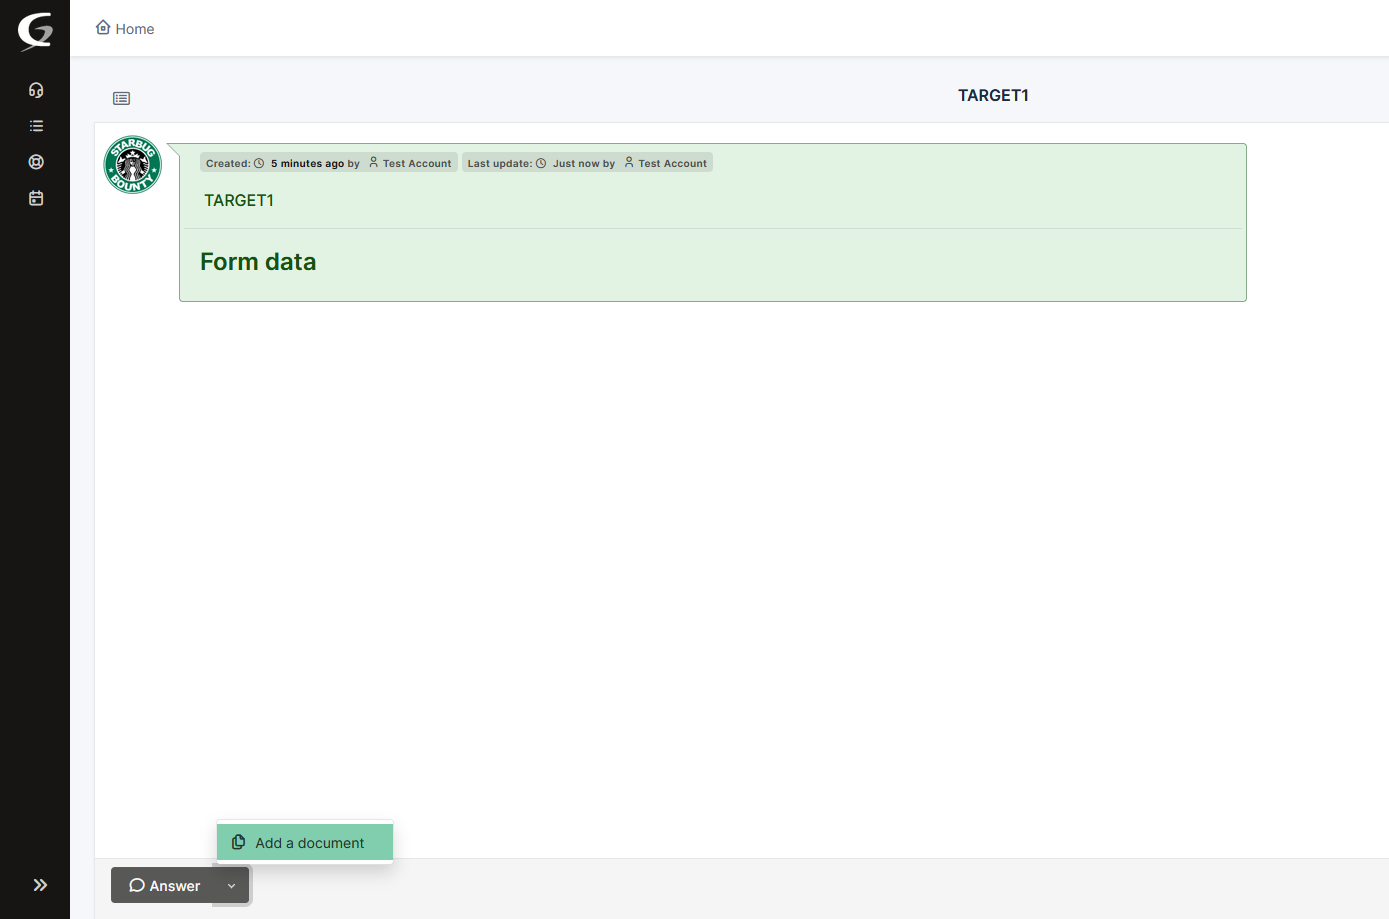 Home
TARGET1
STARBUG
BOUNTY
Created: 5 minutes ago by Test Account Last update: Just now by Test Account
TARGET1
Form data
Add a document
Answer